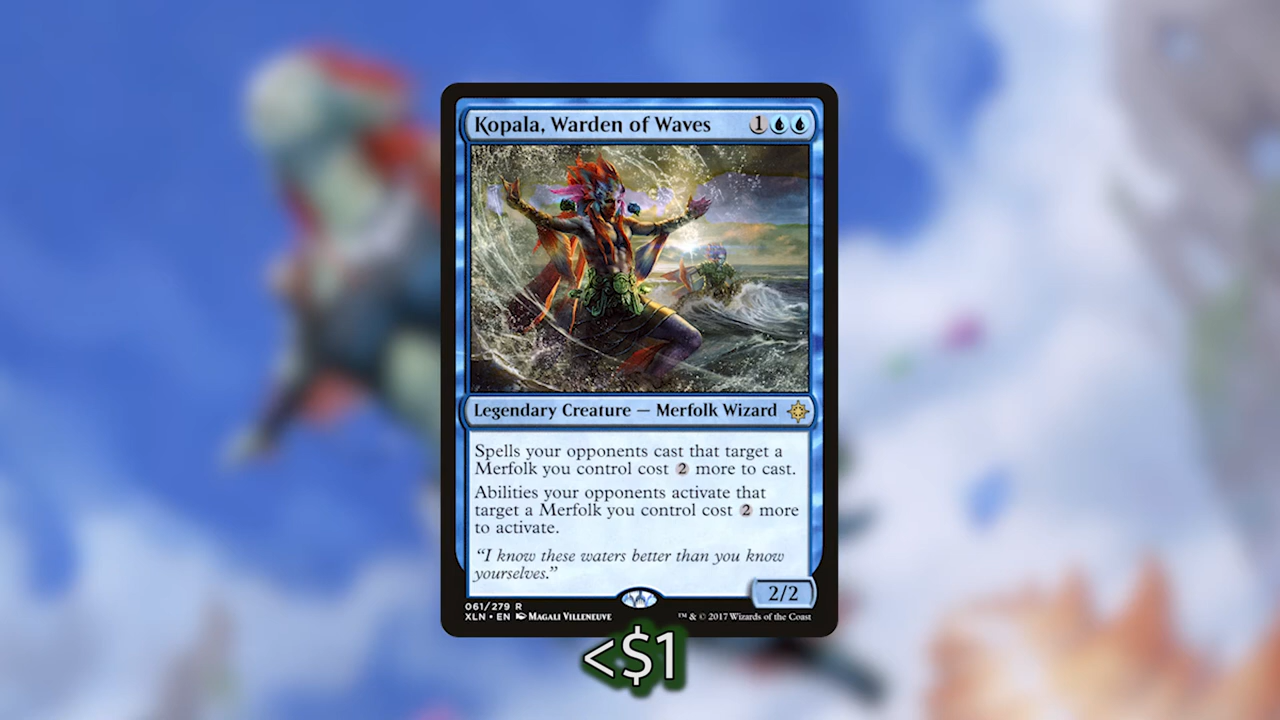 Kopala, Warden of Waves 1
Legendary Creature — Merfolk Wizard
Spells your opponents cast that target a
Merfolk you control cost 2 more to cast.
Abilities your opponents activate that
target a Merfolk you control cost 2 more
to activate.
“I know these waters better than you know
yourselves.”
2/2
061/279 R
XLN • EN Magali Villeneuve ™ & © 2017 Wizards of the Coast
<$1